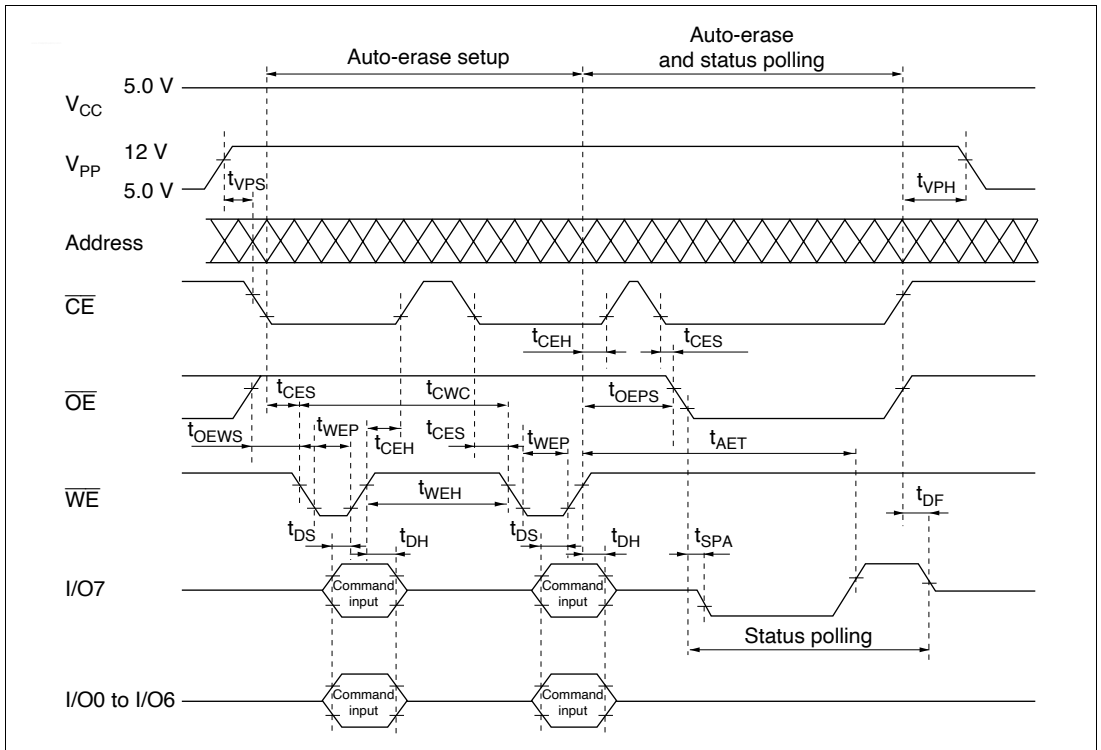 Auto-erase setup
Auto-erase
and status polling
VCC 5.0 V
VPP 12 V
5.0 V
tVPS
tVPH
Address
CE
tCEH
tCES
OE
tCES
tCWC
tOEPS
tOEWS
tWEP
tCEH
tCES
tWEP
tAET
WE
tWEH
tDF
tDS
tDH
tDS
tDH
tSPA
I/O7
Command
input
Command
input
Status polling
I/O0 to I/O6
Command
input
Command
input